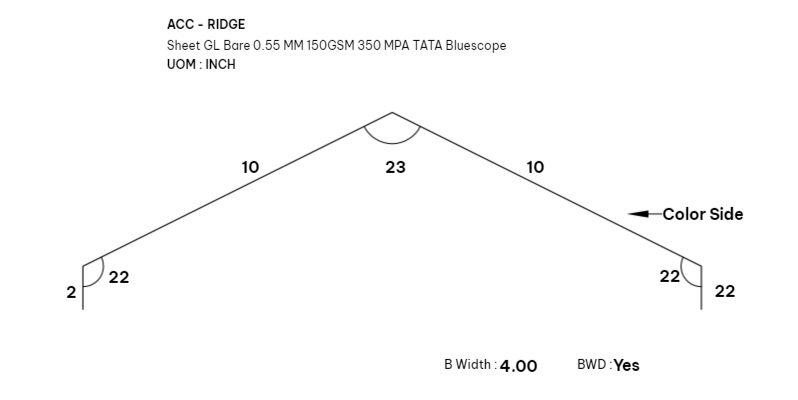 ACC - RIDGE
Sheet GL Bare 0.55 MM 150GSM 350 MPA TATA Bluescope
UOM : INCH
10
23
10
Color Side
22
22
2
22
B Width : 4.00
BWD : Yes